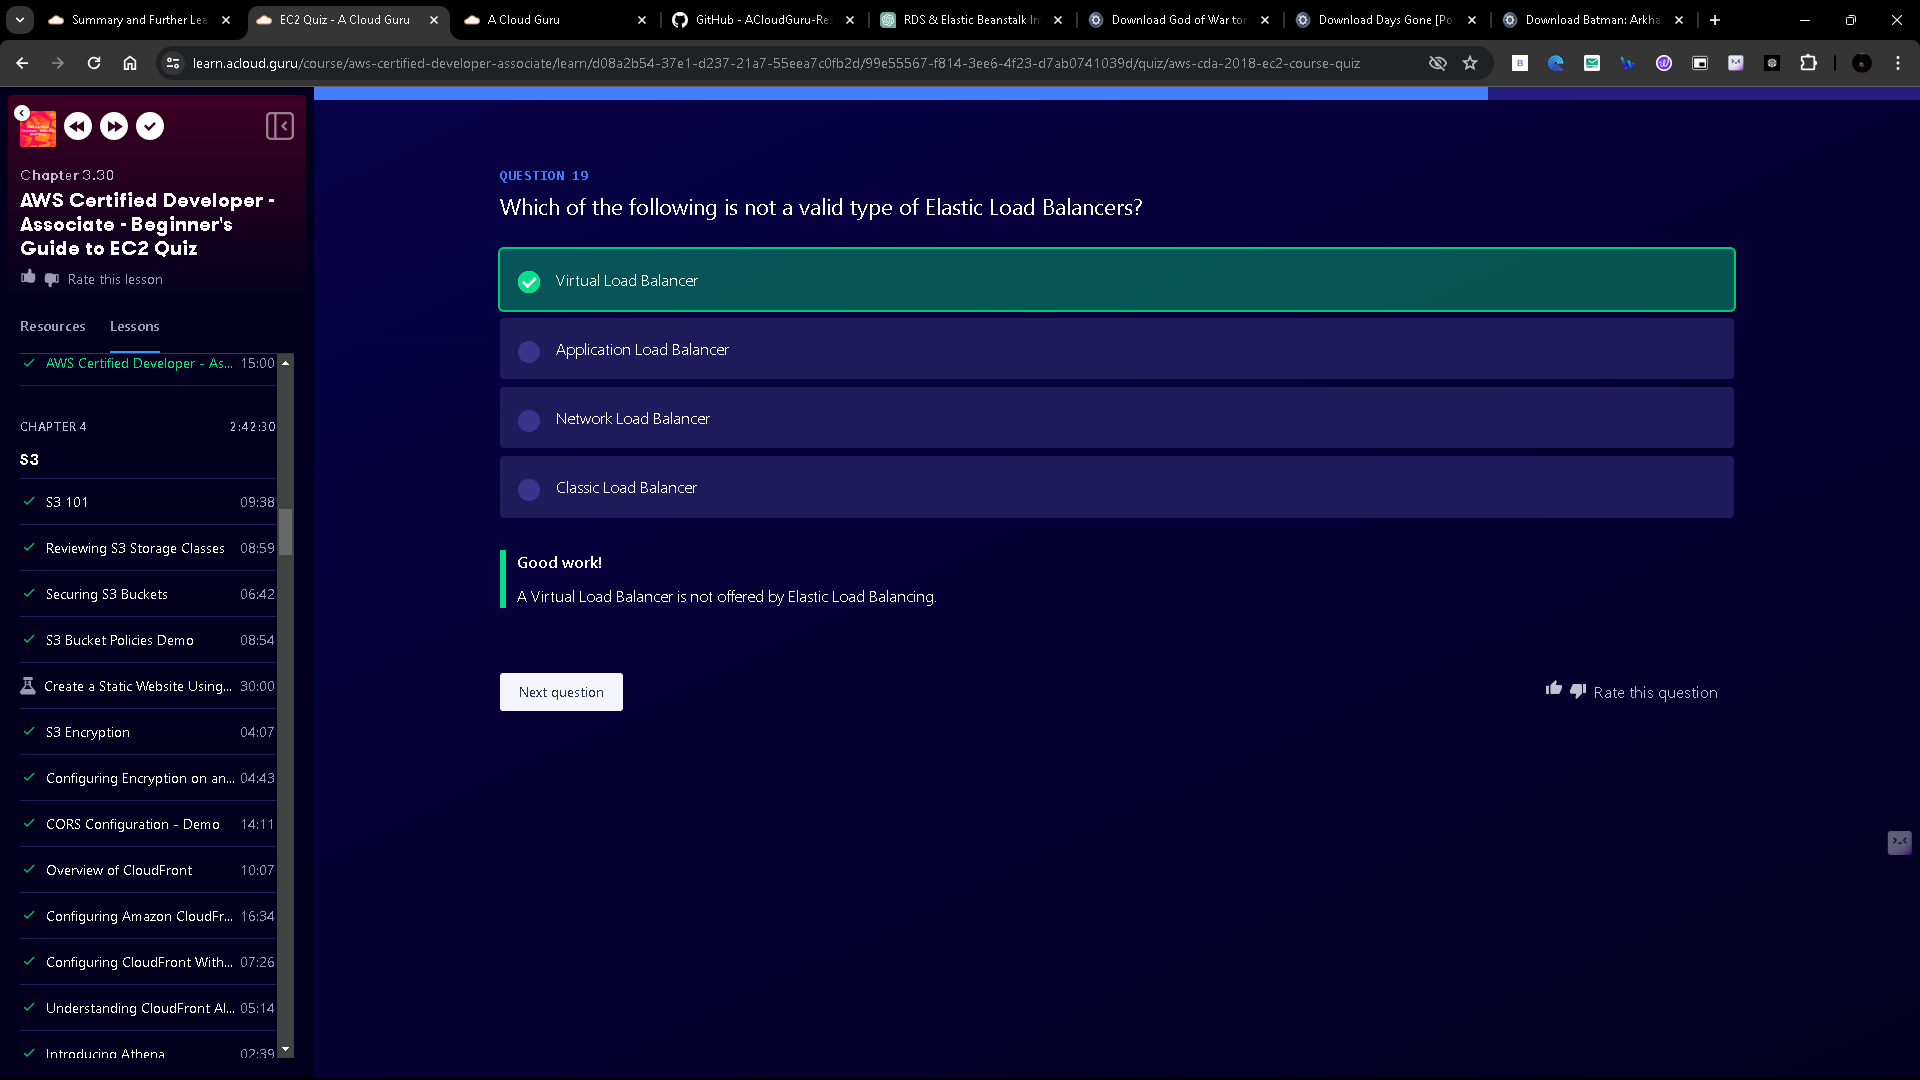 Summary and Further Lea
EC2 Quiz - A Cloud Guru
A Cloud Guru
GitHub - ACloudGuru-Res
RDS & Elastic Beanstalk In
Download God of War tor
Download Days Gone [Po
Download Batman: Arkha
learn.acloud.guru/course/aws-certified-developer-associate/learn/d08a2b54-37e1-d237-21a7-55eea7c0fb2d/99e55567-f814-3ee6-4f23-d7ab0741039d/quiz/aws-cda-2018-ec2-course-quiz
Chapter 3.30
AWS Certified Developer -
Associate - Beginner's
Guide to EC2 Quiz
Rate this lesson
Resources
Lessons
AWS Certified Developer - As... 15:00
CHAPTER 4 2:42:30
S3
S3 101 09:38
Reviewing S3 Storage Classes 08:59
Securing S3 Buckets 06:42
S3 Bucket Policies Demo 08:54
Create a Static Website Using... 30:00
S3 Encryption 04:07
Configuring Encryption on an... 04:43
CORS Configuration - Demo 14:11
Overview of CloudFront 10:07
Configuring Amazon CloudFr... 16:34
Configuring CloudFront With... 07:26
Understanding CloudFront Al... 05:14
Introducing Athena 02:39
QUESTION 19
Which of the following is not a valid type of Elastic Load Balancers?
Virtual Load Balancer
Application Load Balancer
Network Load Balancer
Classic Load Balancer
Good work!
A Virtual Load Balancer is not offered by Elastic Load Balancing.
Next question
Rate this question